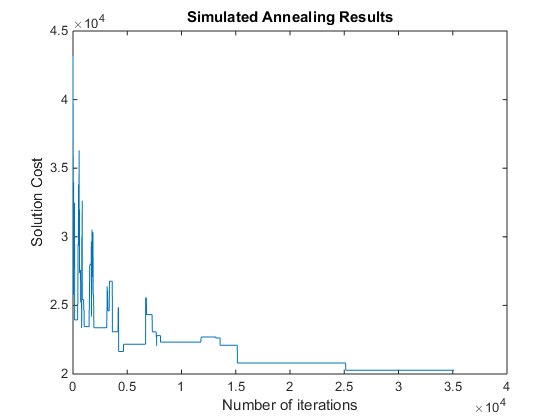 Simulated Annealing Results
×10⁴
4.5
4
3.5
3
2.5
2
Solution Cost
0 0.5 1 1.5 2 2.5 3 3.5 4
Number of iterations
×10⁴